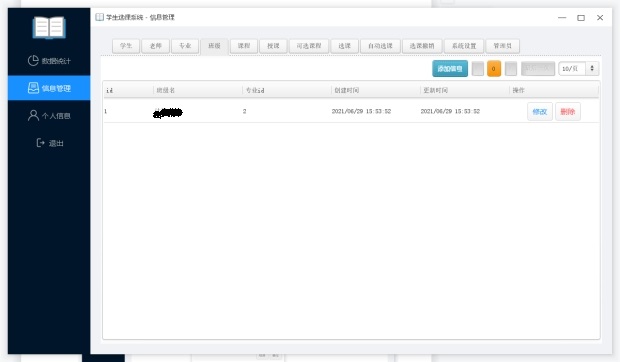 学生选课系统 - 信息管理
数据统计
信息管理
个人信息
退出
学生 老师 专业 班级 课程 授课 可选课程 选课 自动选课 选课撤销 系统设置 管理员
添加信息 0 10/页
id 班级名 专业id 创建时间 更新时间 操作
1 2 2021/06/29 15:53:52 2021/06/29 15:53:52 修改 删除